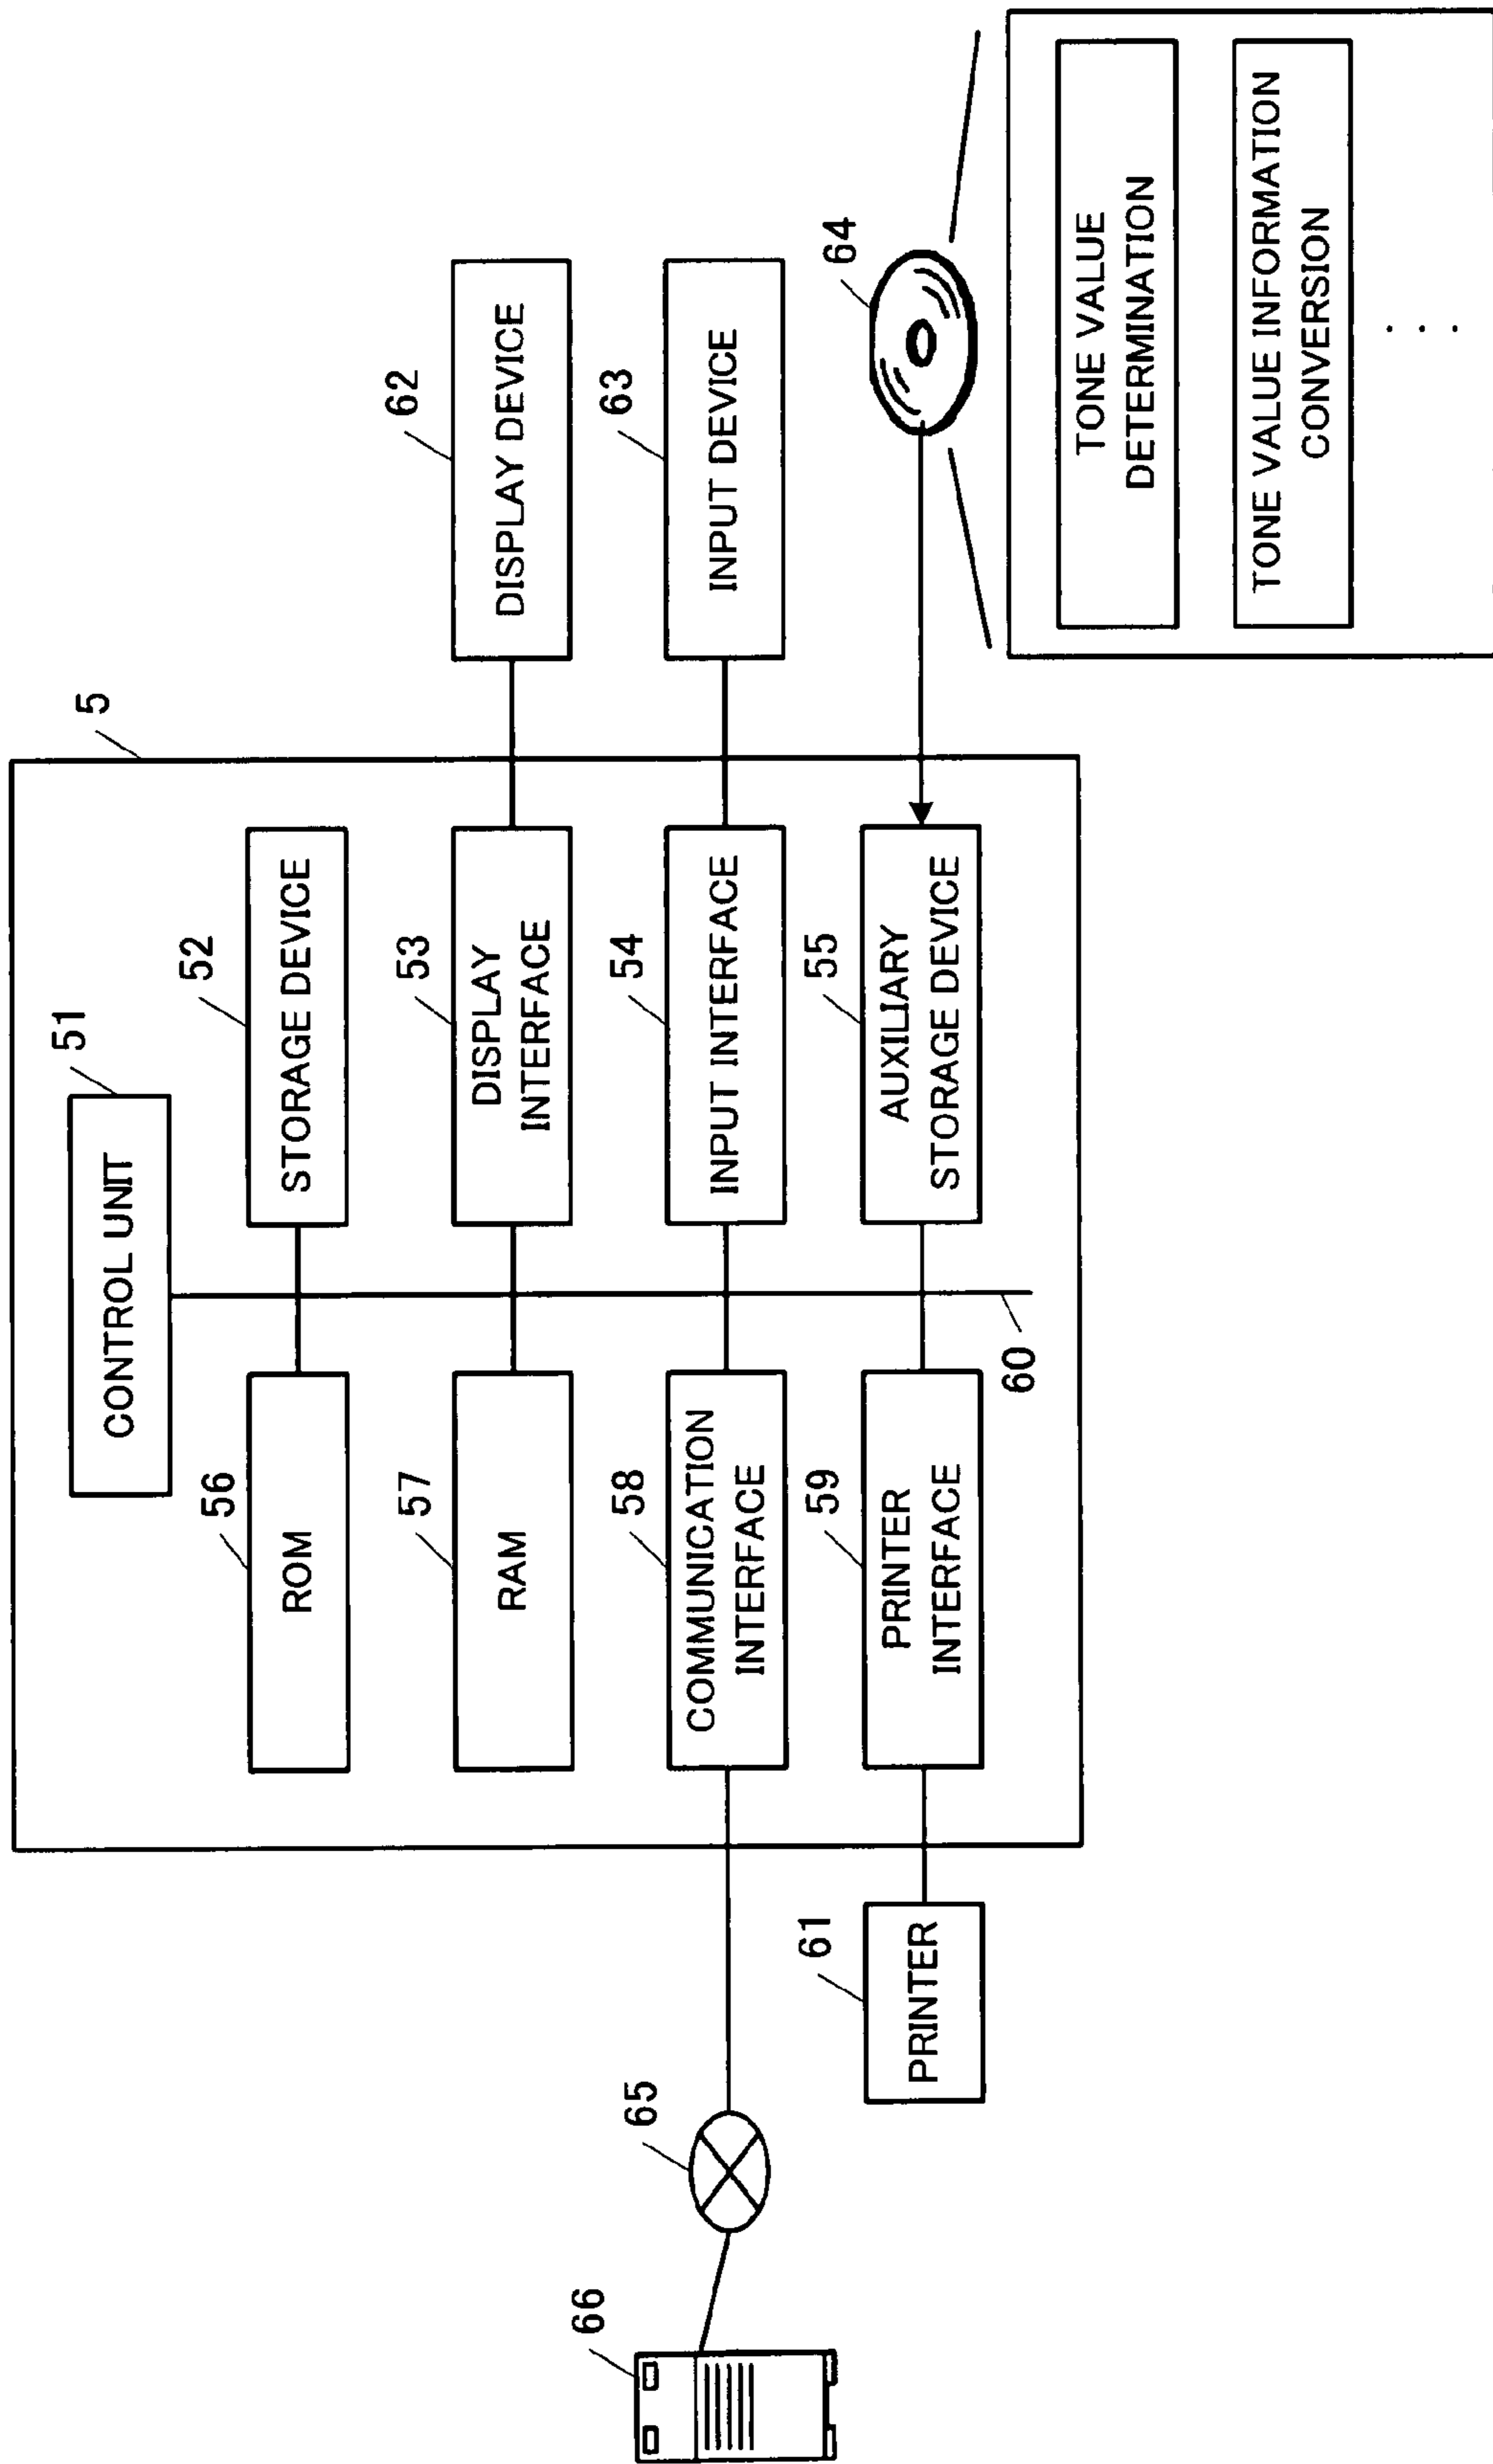 5
51
CONTROL UNIT
56
ROM
52
STORAGE DEVICE
57
RAM
53
DISPLAY
INTERFACE
62
DISPLAY DEVICE
66
65
58
COMMUNICATION
INTERFACE
54
INPUT INTERFACE
63
INPUT DEVICE
61
PRINTER
59
PRINTER
INTERFACE
55
AUXILIARY
STORAGE DEVICE
64
60
TONE VALUE
DETERMINATION
TONE VALUE INFORMATION
CONVERSION
. . .